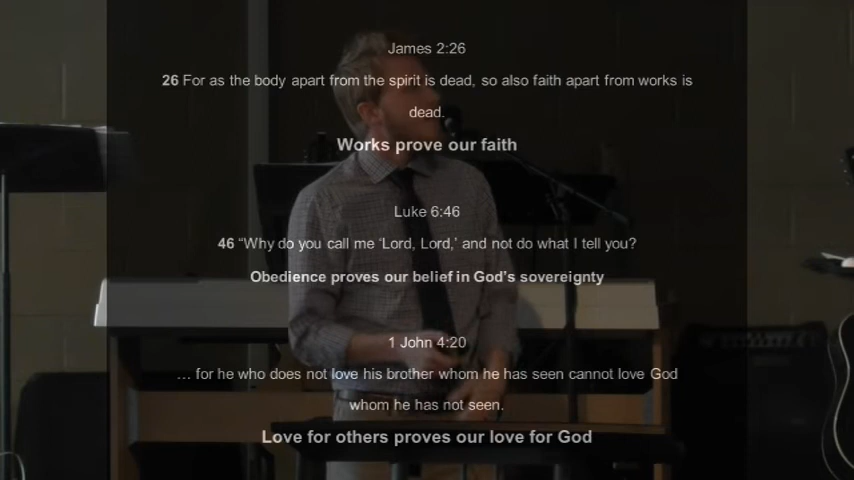 James 2:26
26 For as the body apart from the spirit is dead, so also faith apart from works is
dead.
Works prove our faith
Luke 6:46
46 “Why do you call me ‘Lord, Lord,’ and not do what I tell you?
Obedience proves our belief in God’s sovereignty
1 John 4:20
… for he who does not love his brother whom he has seen cannot love God
whom he has not seen.
Love for others proves our love for God